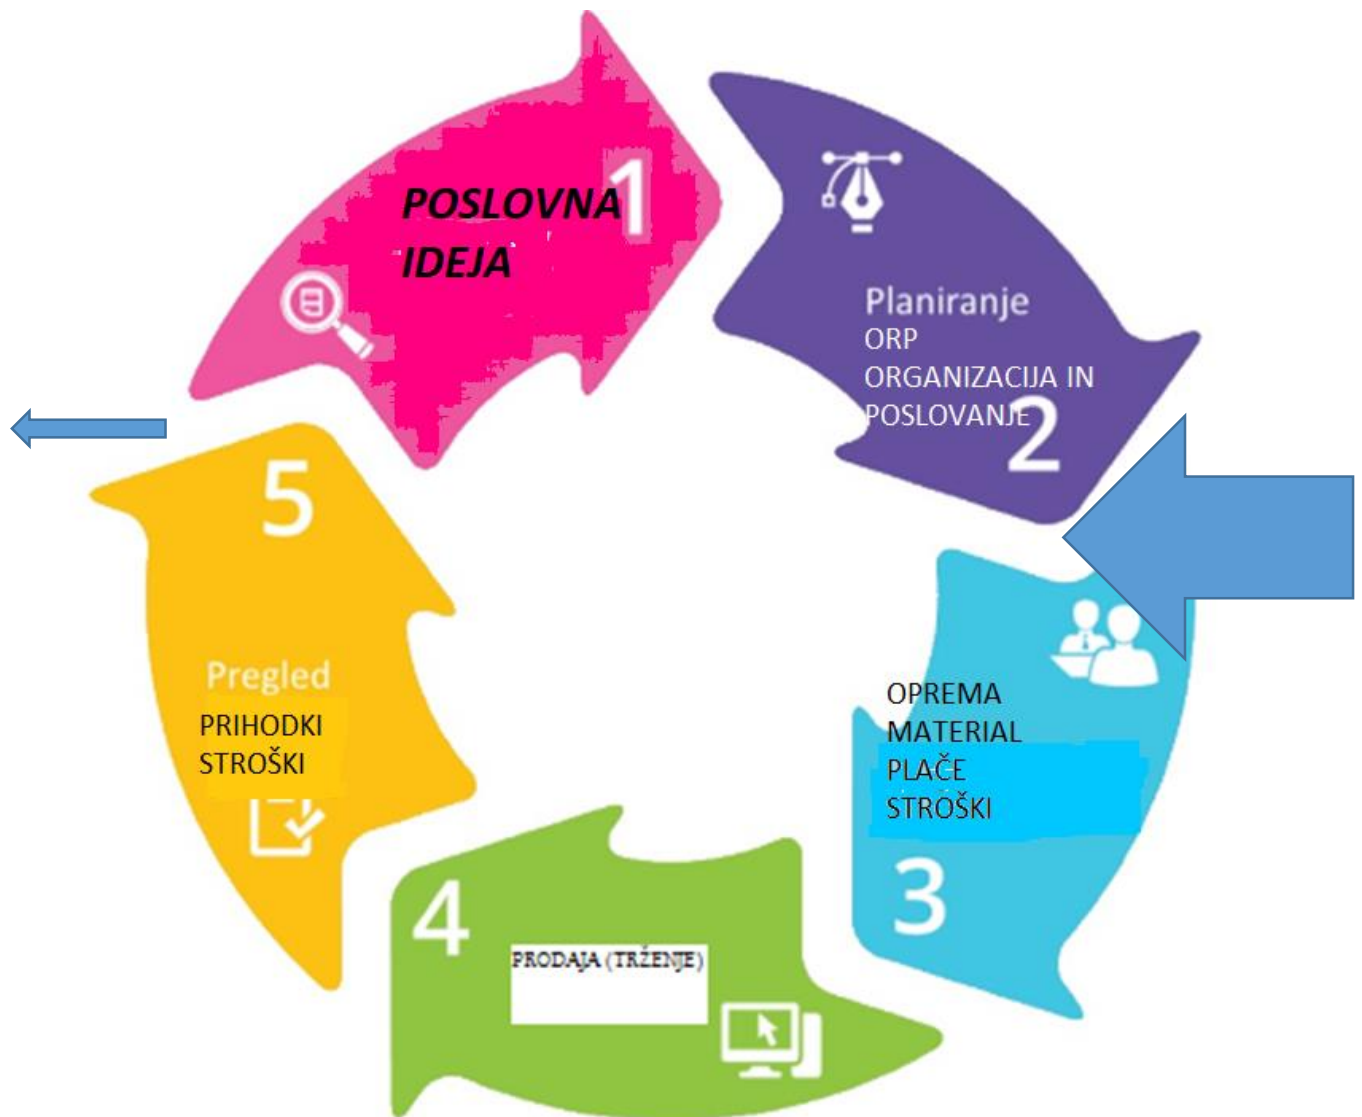 1
POSLOVNA
IDEJA
Planiranje
ORP
ORGANIZACIJA IN
POSLOVANJE
2
OPREMA
MATERIAL
PLAČE
STROŠKI
3
4
PRODAJA (TRŽENJE)
5
Pregled
PRIHODKI
STROŠKI